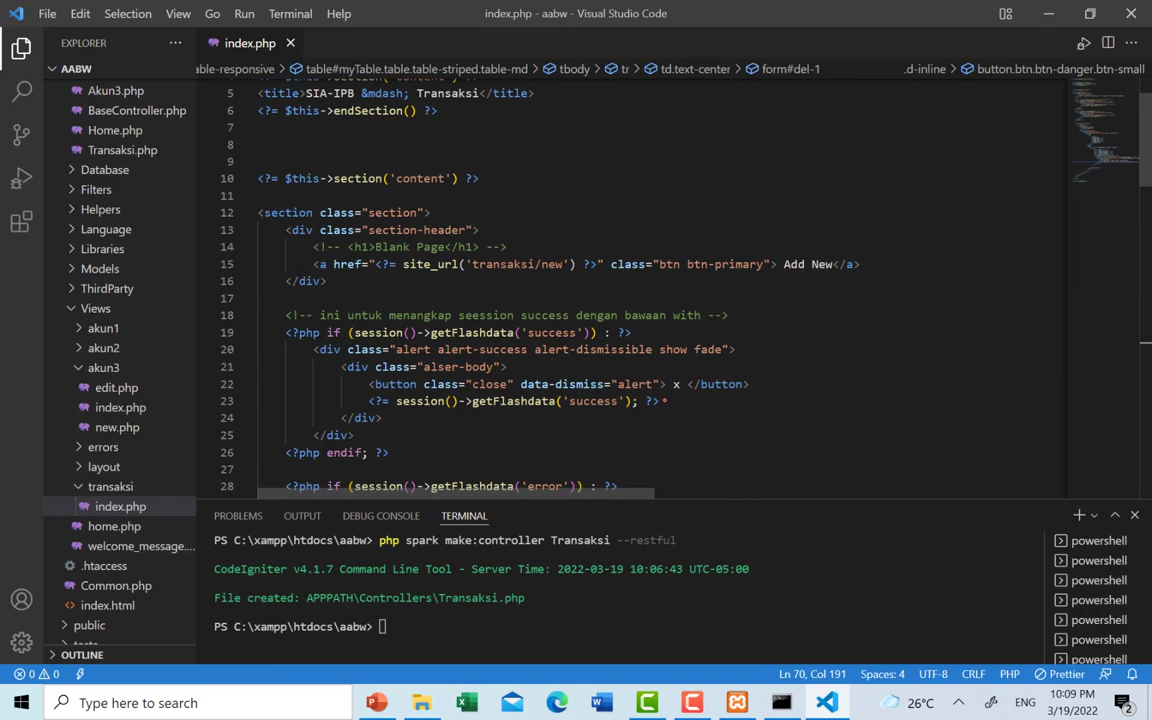 File Edit Selection View Go Run Terminal Help index.php - aabw - Visual Studio Code
EXPLORER
index.php
AABW
able-responsive > table#myTable.table.table-striped.table-md > tbody > tr > td.text-center > form#del-1 .d-inline > button.btn.btn-danger.btn-small
Akun3.php
BaseController.php
Home.php
Transaksi.php
Database
Filters
Helpers
Language
Libraries
Models
ThirdParty
Views
akun1
akun2
akun3
edit.php
index.php
new.php
errors
layout
transaksi
index.php
home.php
welcome_message....
.htaccess
Common.php
index.html
public
OUTLINE
5 <title>SIA-IPB &mdash; Transaksi</title>
6 <?= $this->endSection() ?>
7
8
9
10 <?= $this->section('content') ?>
11
12 <section class="section">
13 <div class="section-header">
14 <!-- <h1>Blank Page</h1> -->
15 <a href="<?= site_url('transaksi/new') ?>" class="btn btn-primary"> Add New</a>
16 </div>
17
18 <!-- ini untuk menangkap seession success dengan bawaan with -->
19 <?php if (session()->getFlashdata('success')) : ?>
20 <div class="alert alert-success alert-dismissible show fade">
21 <div class="alser-body">
22 <button class="close" data-dismiss="alert"> x </button>
23 <?= session()->getFlashdata('success'); ?>
24 </div>
25 </div>
26 <?php endif; ?>
27
28 <?php if (session()->getFlashdata('error')) : ?>
PROBLEMS OUTPUT DEBUG CONSOLE TERMINAL
PS C:\xampp\htdocs\aabw> php spark make:controller Transaksi --restful
CodeIgniter v4.1.7 Command Line Tool - Server Time: 2022-03-19 10:06:43 UTC-05:00
File created: APPPATH\Controllers\Transaksi.php
PS C:\xampp\htdocs\aabw>
powershell
powershell
powershell
powershell
powershell
powershell
powershell
0 0 Ln 70, Col 191 Spaces: 4 UTF-8 CRLF PHP Prettier
Type here to search
26°C ENG
10:09 PM
3/19/2022
2